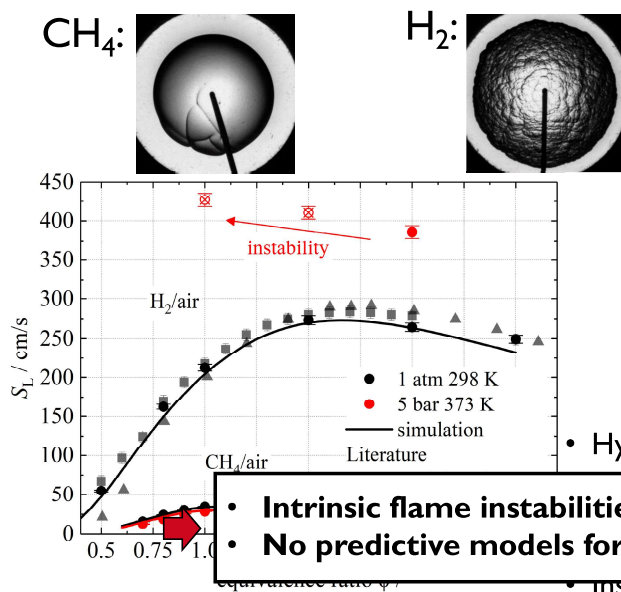 CH₄:
H₂:
450
400
350
300
250
200
150
100
50
0
S_L / cm/s
instability
H₂/air
1 atm 298 K
5 bar 373 K
simulation
Literature
CH₄/air
• Hy
• Intrinsic flame instabilitie
• No predictive models for
0.5
0.75
1.0
equivalence ratio